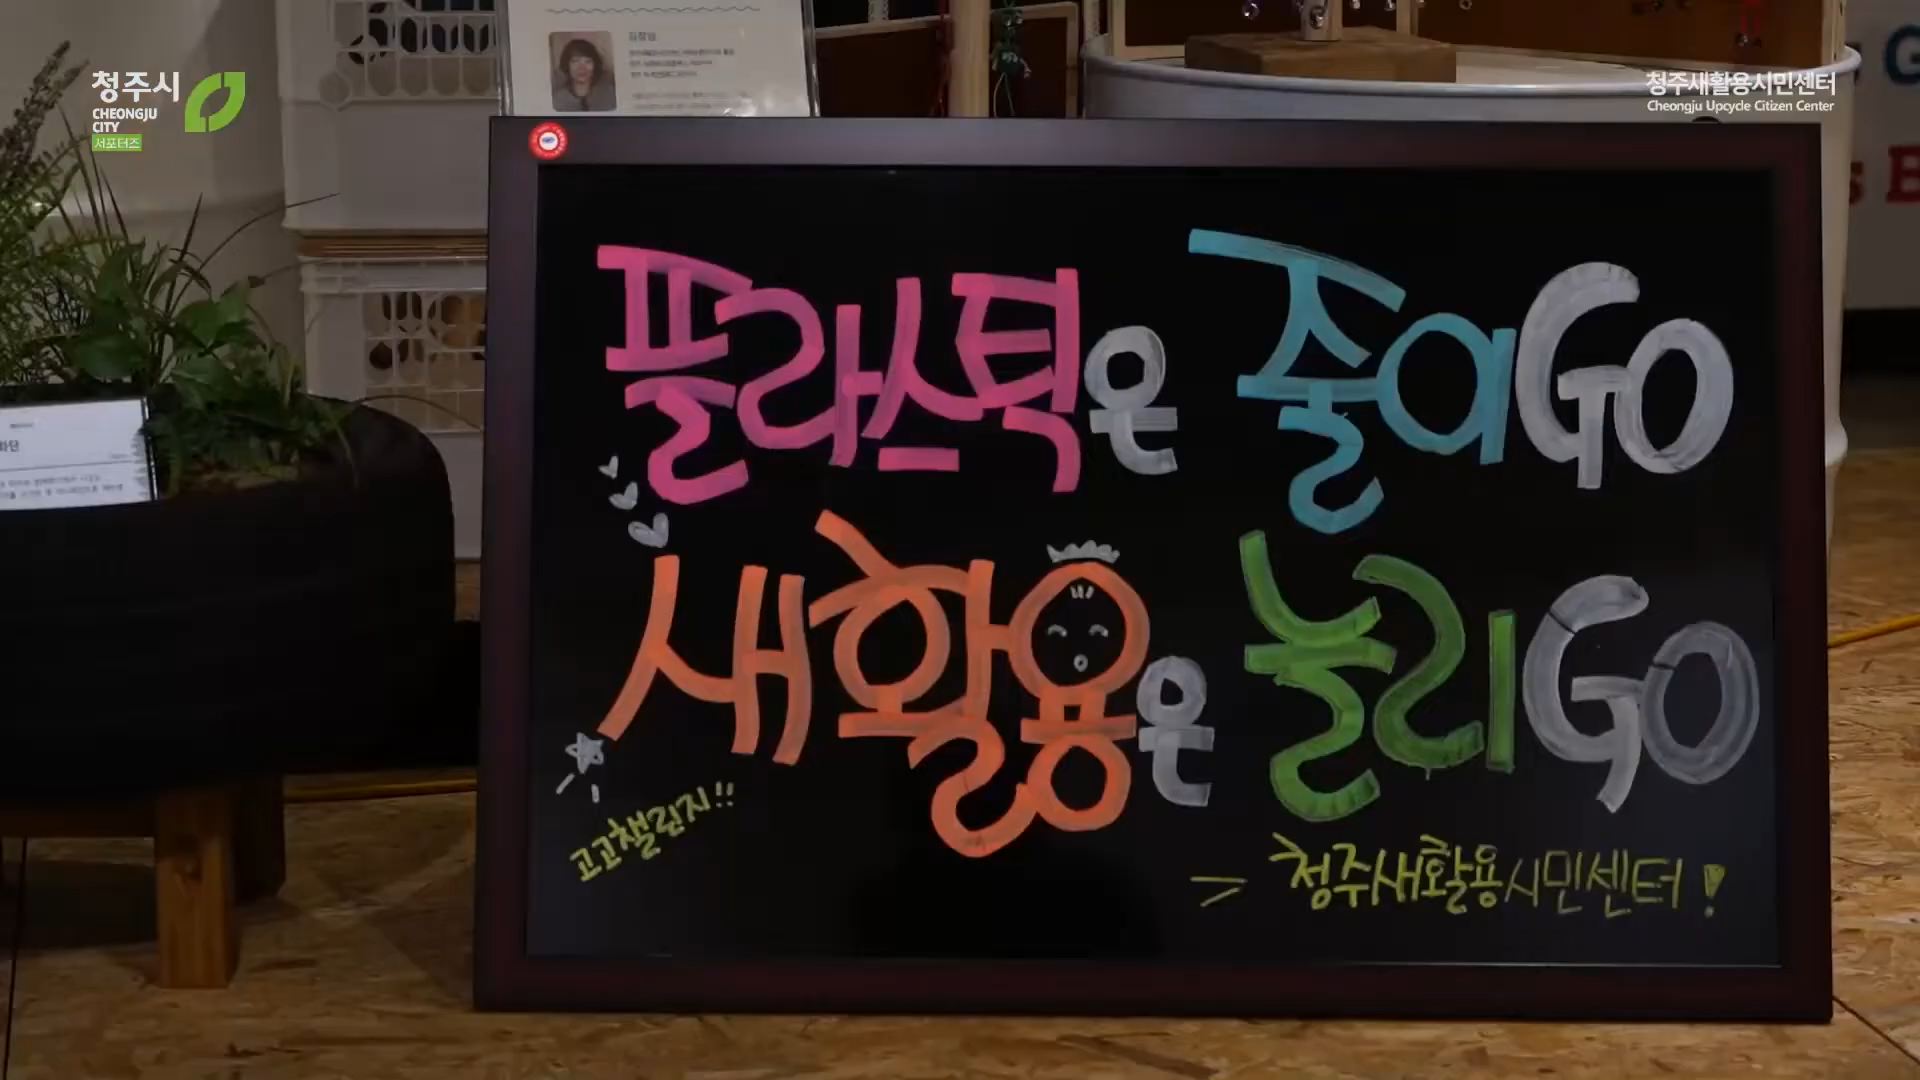 청주시
CHEONGJU
CITY
서포터즈
청주새활용시민센터
Cheongju Upcycle Citizen Center
플라스틱은 줄여GO
새활용은 늘리GO
고고챌린지!!
청주새활용시민센터!